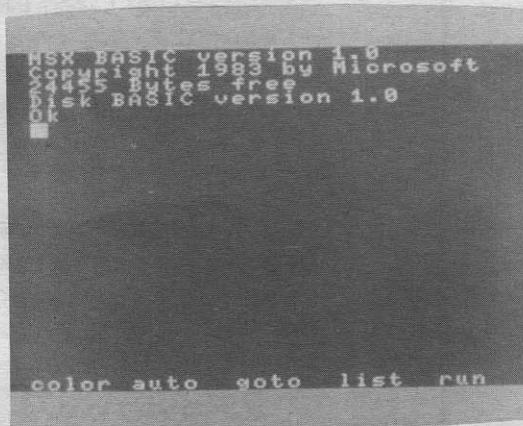 MSX BASIC version 1.0
Copyright 1983 by Microsoft
24455 Bytes free
Disk BASIC version 1.0
Ok
color auto goto list run